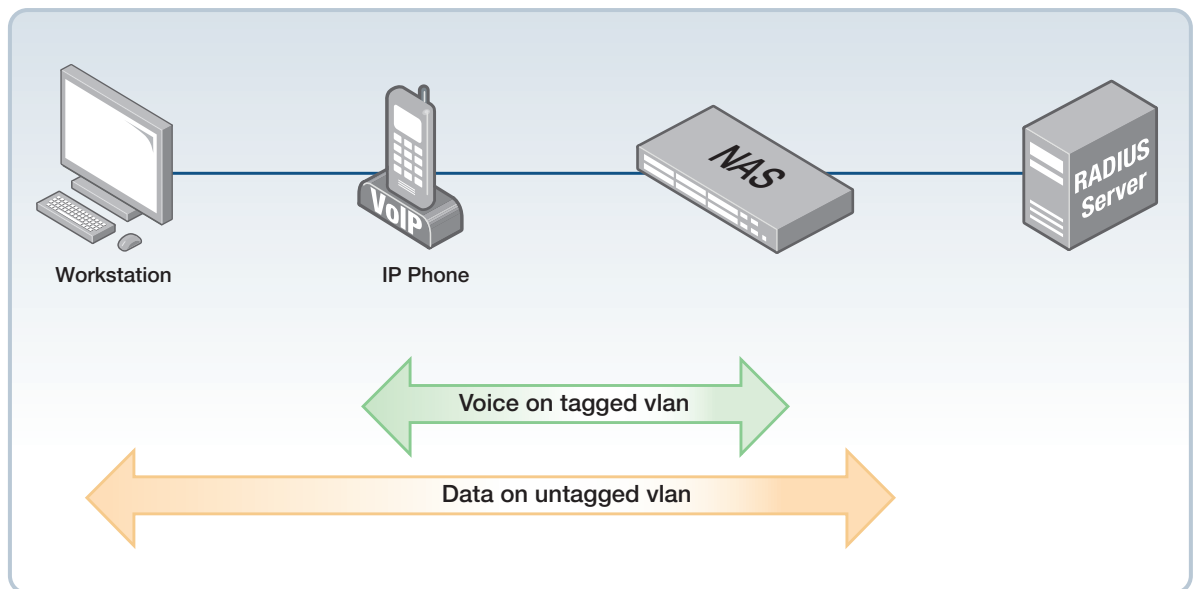 VoIP
NAS
RADIUS
Server
Workstation
IP Phone
Voice on tagged vlan
Data on untagged vlan